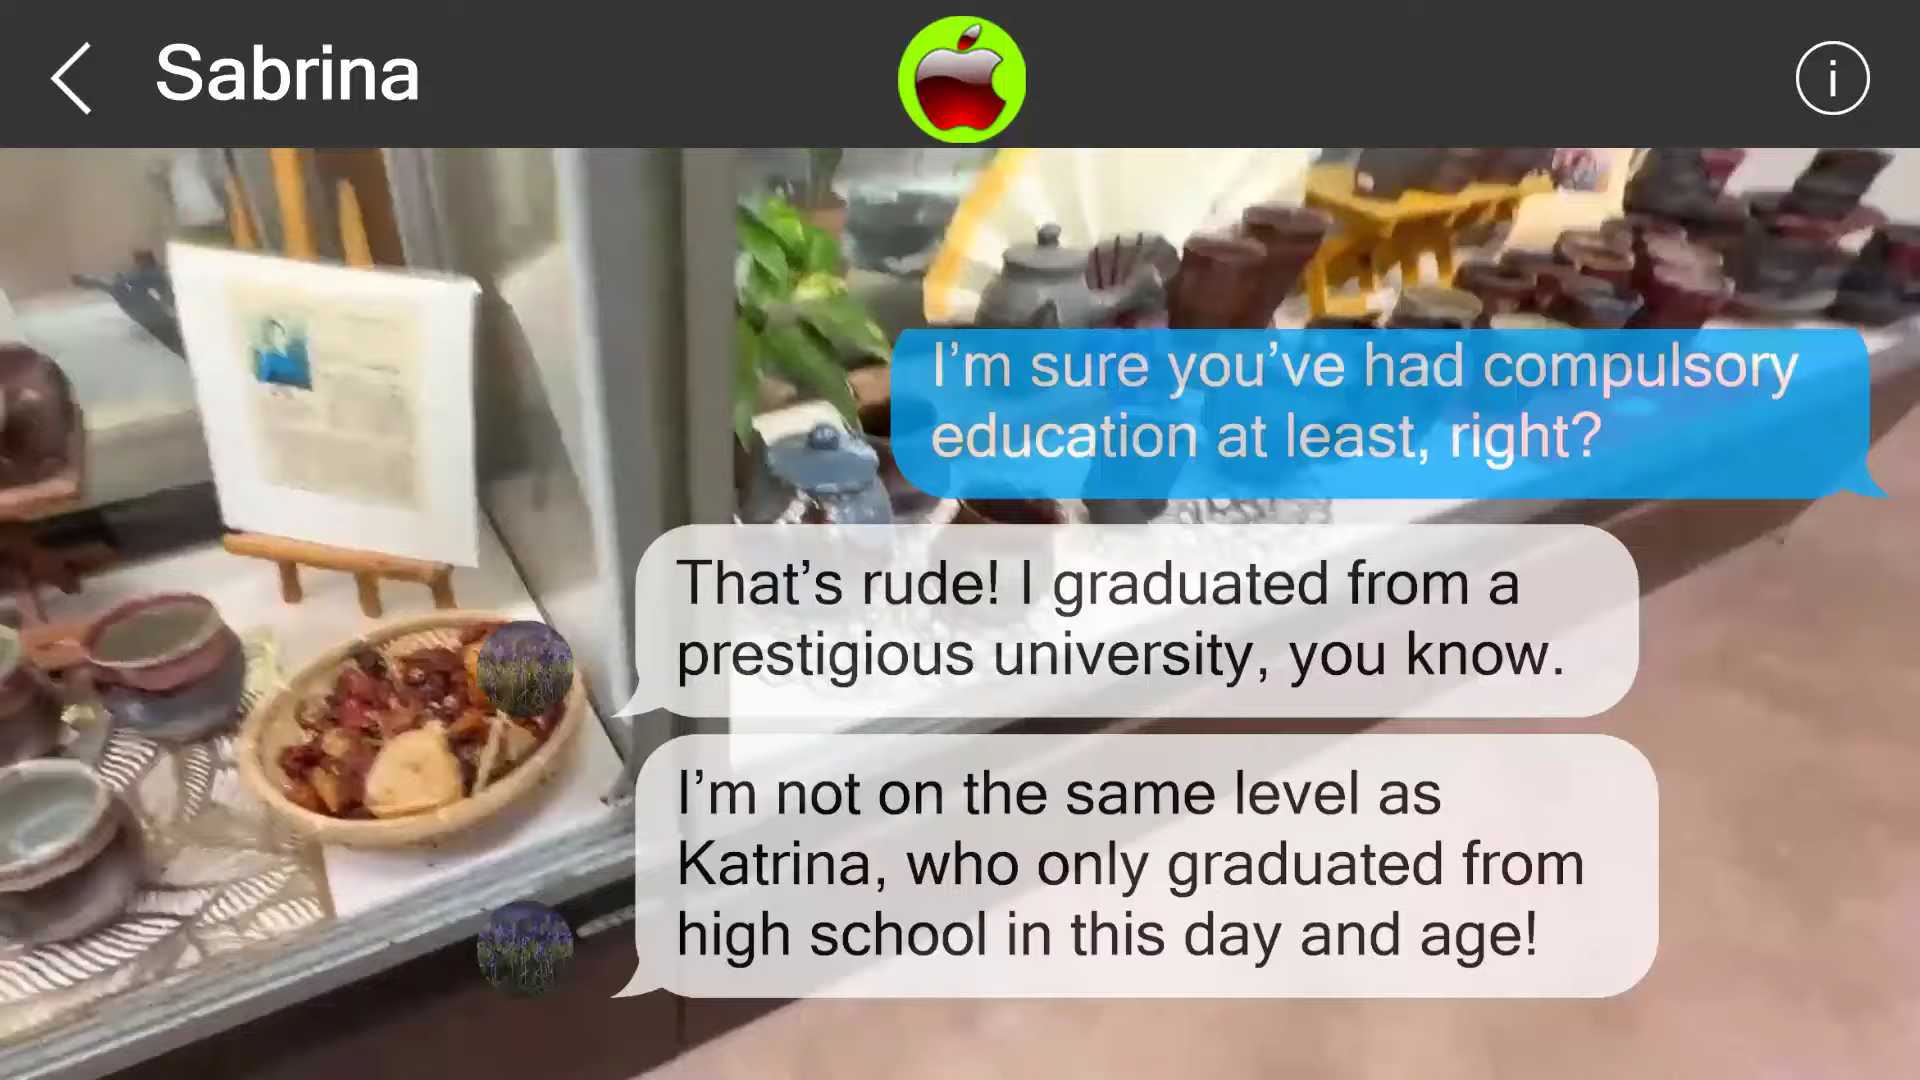 Sabrina
I’m sure you’ve had compulsory
education at least, right?
That’s rude! I graduated from a
prestigious university, you know.
I’m not on the same level as
Katrina, who only graduated from
high school in this day and age!